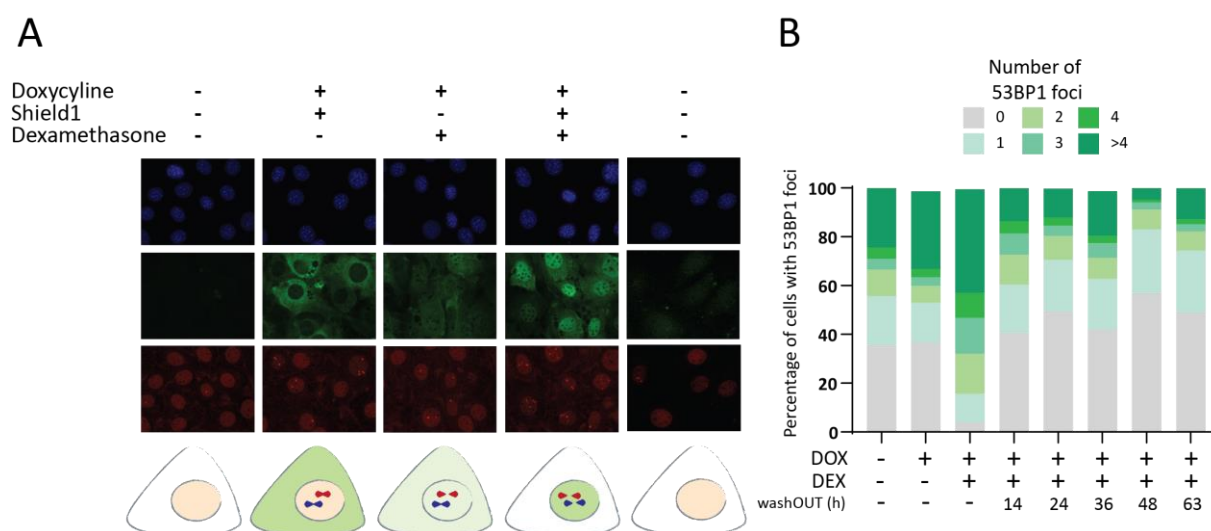 A
Doxycyline - + + + -
Shield1 - + - + -
Dexamethasone - - + + -
B
Number of
53BP1 foci
0 2 4
1 3 >4
Percentage of cells with 53BP1 foci
100
80
60
40
20
0
DOX - + + + + + + +
DEX - - + + + + + +
washOUT (h) - - - 14 24 36 48 63